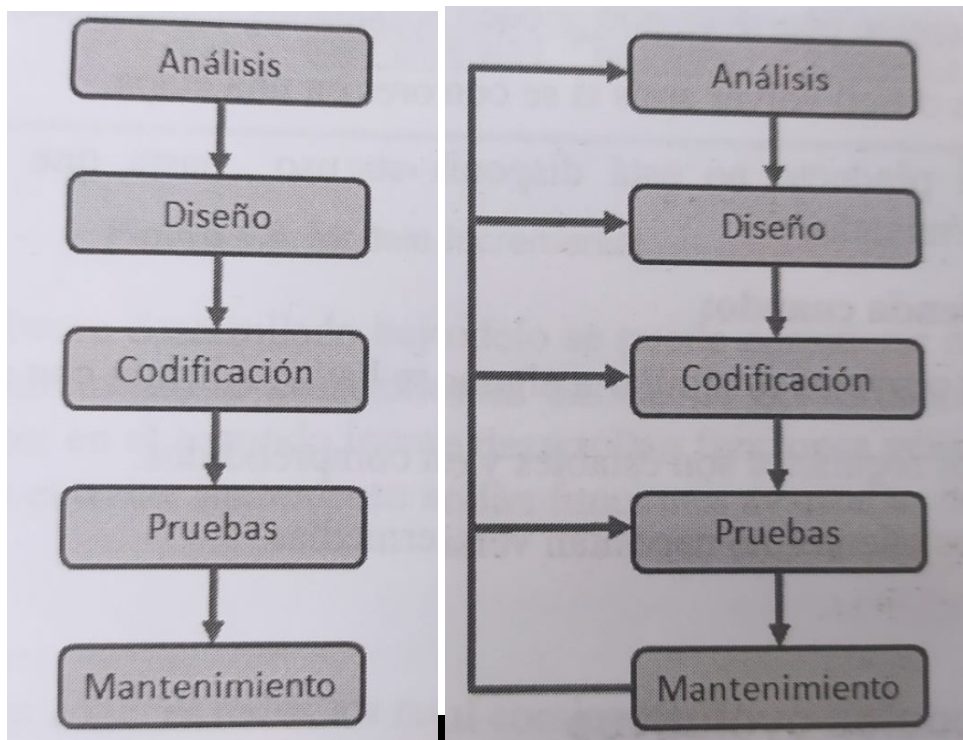 Análisis
Diseño
Codificación
Pruebas
Mantenimiento
Análisis
Diseño
Codificación
Pruebas
Mantenimiento